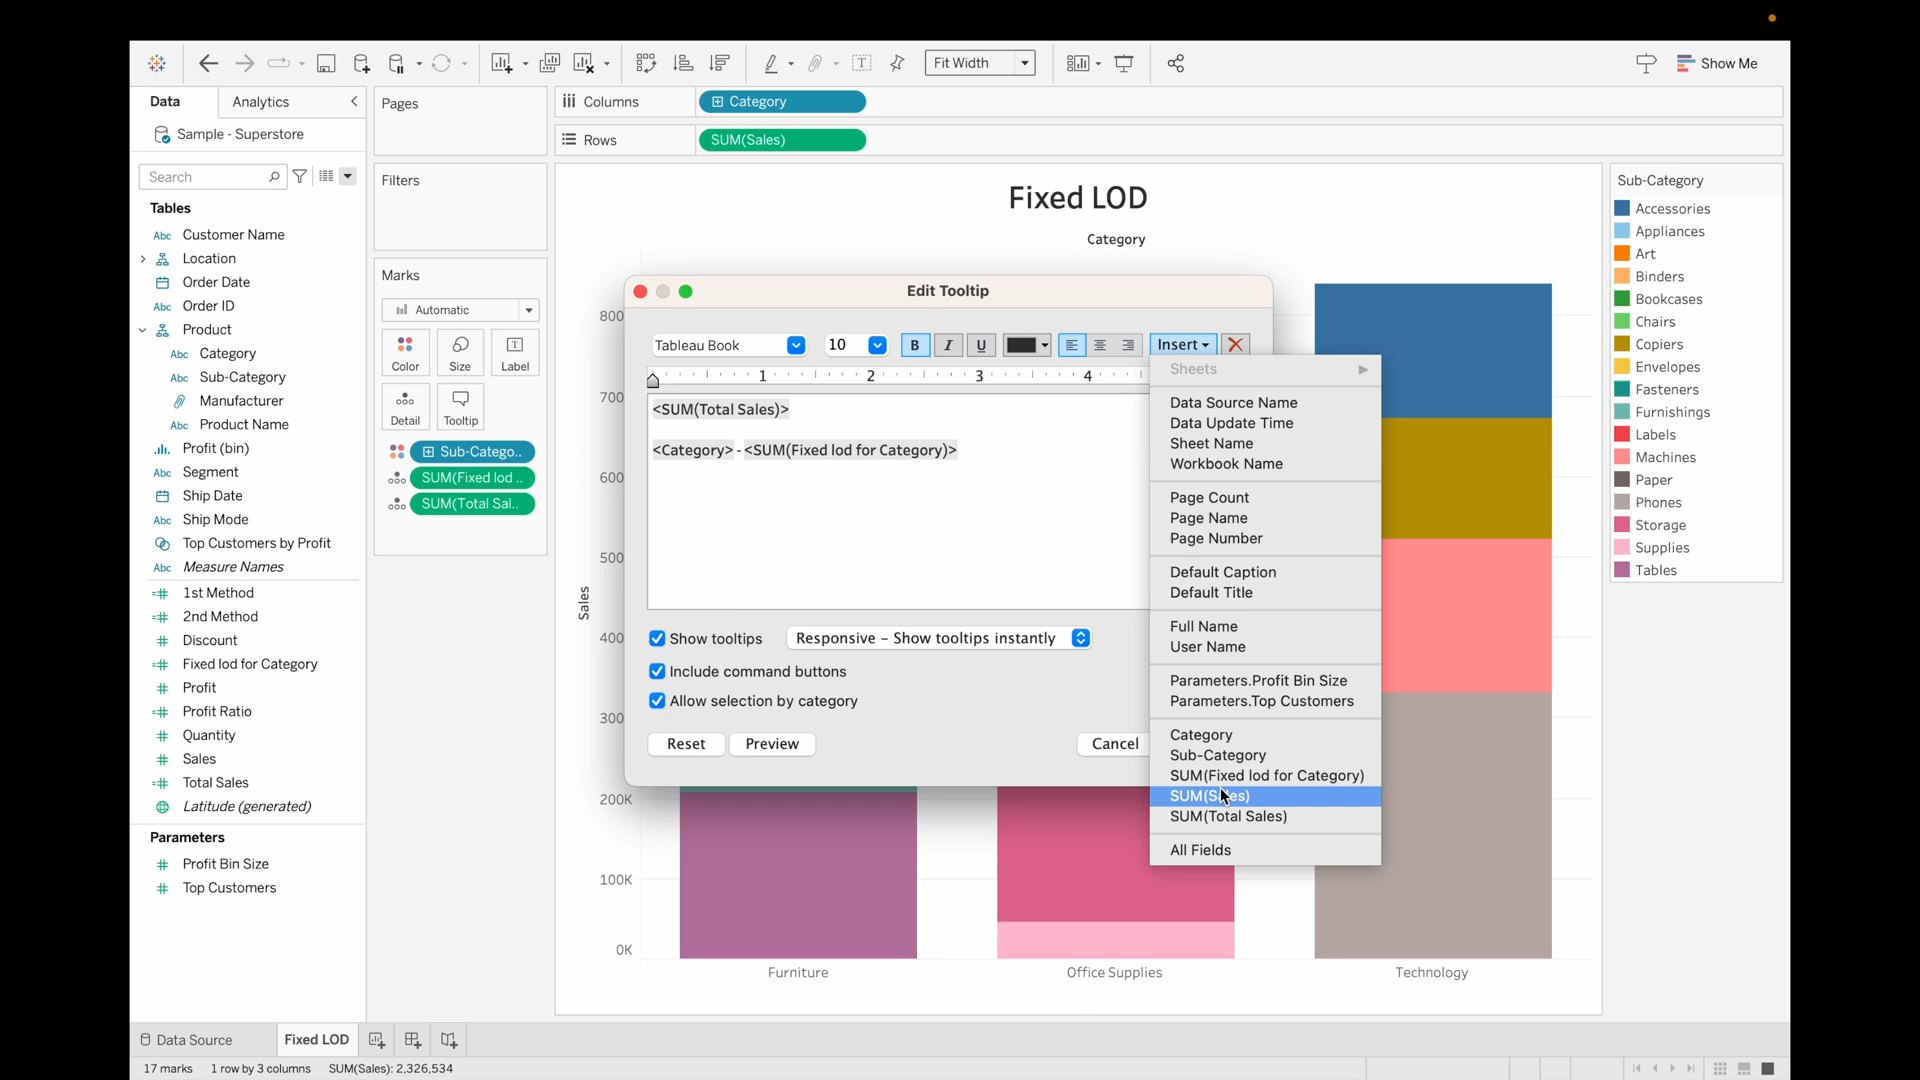 Fit Width
Show Me
Data
Analytics
Pages
Columns
Category
Sample - Superstore
Rows
SUM(Sales)
Search
Filters
Tables
Abc Customer Name
Location
Order Date
Abc Order ID
Product
Abc Category
Abc Sub-Category
Manufacturer
Abc Product Name
Profit (bin)
Abc Segment
Ship Date
Abc Ship Mode
Top Customers by Profit
Abc Measure Names
1st Method
2nd Method
Discount
Fixed lod for Category
Profit
Profit Ratio
Quantity
Sales
Total Sales
Latitude (generated)
Parameters
Profit Bin Size
Top Customers
Marks
Automatic
Color
Size
Label
Detail
Tooltip
Sub-Catego..
SUM(Fixed lod ..
SUM(Total Sal..
Fixed LOD
Category
Sales
800
700
600
500
400
300
200K
100K
0K
Furniture
Office Supplies
Technology
Edit Tooltip
Tableau Book
10
B
I
U
Insert
1 2 3 4
<SUM(Total Sales)>
<Category> - <SUM(Fixed lod for Category)>
Show tooltips
Responsive – Show tooltips instantly
Include command buttons
Allow selection by category
Reset
Preview
Cancel
Sheets
Data Source Name
Data Update Time
Sheet Name
Workbook Name
Page Count
Page Name
Page Number
Default Caption
Default Title
Full Name
User Name
Parameters.Profit Bin Size
Parameters.Top Customers
Category
Sub-Category
SUM(Fixed lod for Category)
SUM(Sales)
SUM(Total Sales)
All Fields
Sub-Category
Accessories
Appliances
Art
Binders
Bookcases
Chairs
Copiers
Envelopes
Fasteners
Furnishings
Labels
Machines
Paper
Phones
Storage
Supplies
Tables
Data Source
Fixed LOD
17 marks
1 row by 3 columns
SUM(Sales): 2,326,534